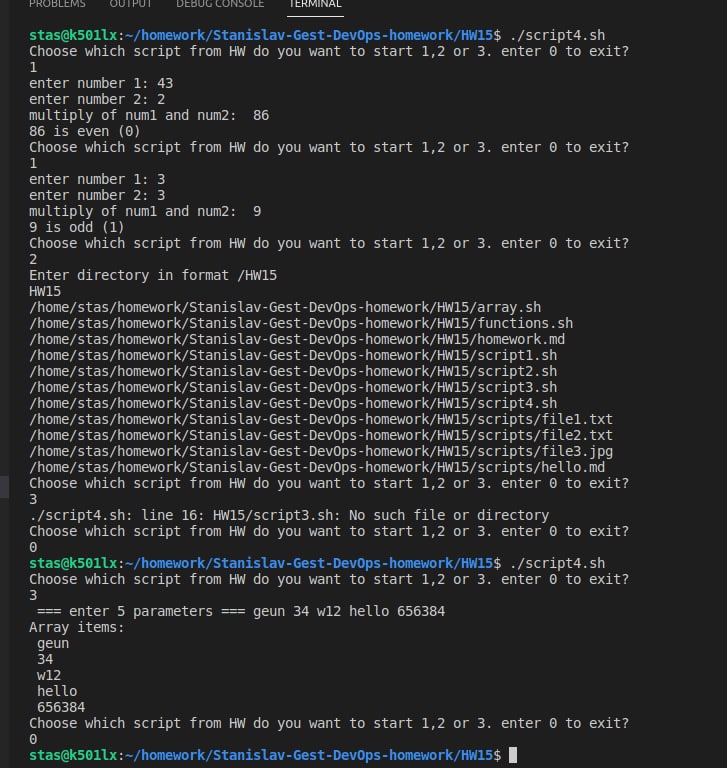 PROBLEMS OUTPUT DEBUG CONSOLE TERMINAL
stas@k501lx:~/homework/Stanislav-Gest-DevOps-homework/HW15$ ./script4.sh
Choose which script from HW do you want to start 1,2 or 3. enter 0 to exit?
1
enter number 1: 43
enter number 2: 2
multiply of num1 and num2:  86
86 is even (0)
Choose which script from HW do you want to start 1,2 or 3. enter 0 to exit?
1
enter number 1: 3
enter number 2: 3
multiply of num1 and num2:  9
9 is odd (1)
Choose which script from HW do you want to start 1,2 or 3. enter 0 to exit?
2
Enter directory in format /HW15
HW15
/home/stas/homework/Stanislav-Gest-DevOps-homework/HW15/array.sh
/home/stas/homework/Stanislav-Gest-DevOps-homework/HW15/functions.sh
/home/stas/homework/Stanislav-Gest-DevOps-homework/HW15/homework.md
/home/stas/homework/Stanislav-Gest-DevOps-homework/HW15/script1.sh
/home/stas/homework/Stanislav-Gest-DevOps-homework/HW15/script2.sh
/home/stas/homework/Stanislav-Gest-DevOps-homework/HW15/script3.sh
/home/stas/homework/Stanislav-Gest-DevOps-homework/HW15/script4.sh
/home/stas/homework/Stanislav-Gest-DevOps-homework/HW15/scripts/file1.txt
/home/stas/homework/Stanislav-Gest-DevOps-homework/HW15/scripts/file2.txt
/home/stas/homework/Stanislav-Gest-DevOps-homework/HW15/scripts/file3.jpg
/home/stas/homework/Stanislav-Gest-DevOps-homework/HW15/scripts/hello.md
Choose which script from HW do you want to start 1,2 or 3. enter 0 to exit?
3
./script4.sh: line 16: HW15/script3.sh: No such file or directory
Choose which script from HW do you want to start 1,2 or 3. enter 0 to exit?
0
stas@k501lx:~/homework/Stanislav-Gest-DevOps-homework/HW15$ ./script4.sh
Choose which script from HW do you want to start 1,2 or 3. enter 0 to exit?
3
 === enter 5 parameters === geun 34 w12 hello 656384
Array items:
 geun
 34
 w12
 hello
 656384
Choose which script from HW do you want to start 1,2 or 3. enter 0 to exit?
0
stas@k501lx:~/homework/Stanislav-Gest-DevOps-homework/HW15$